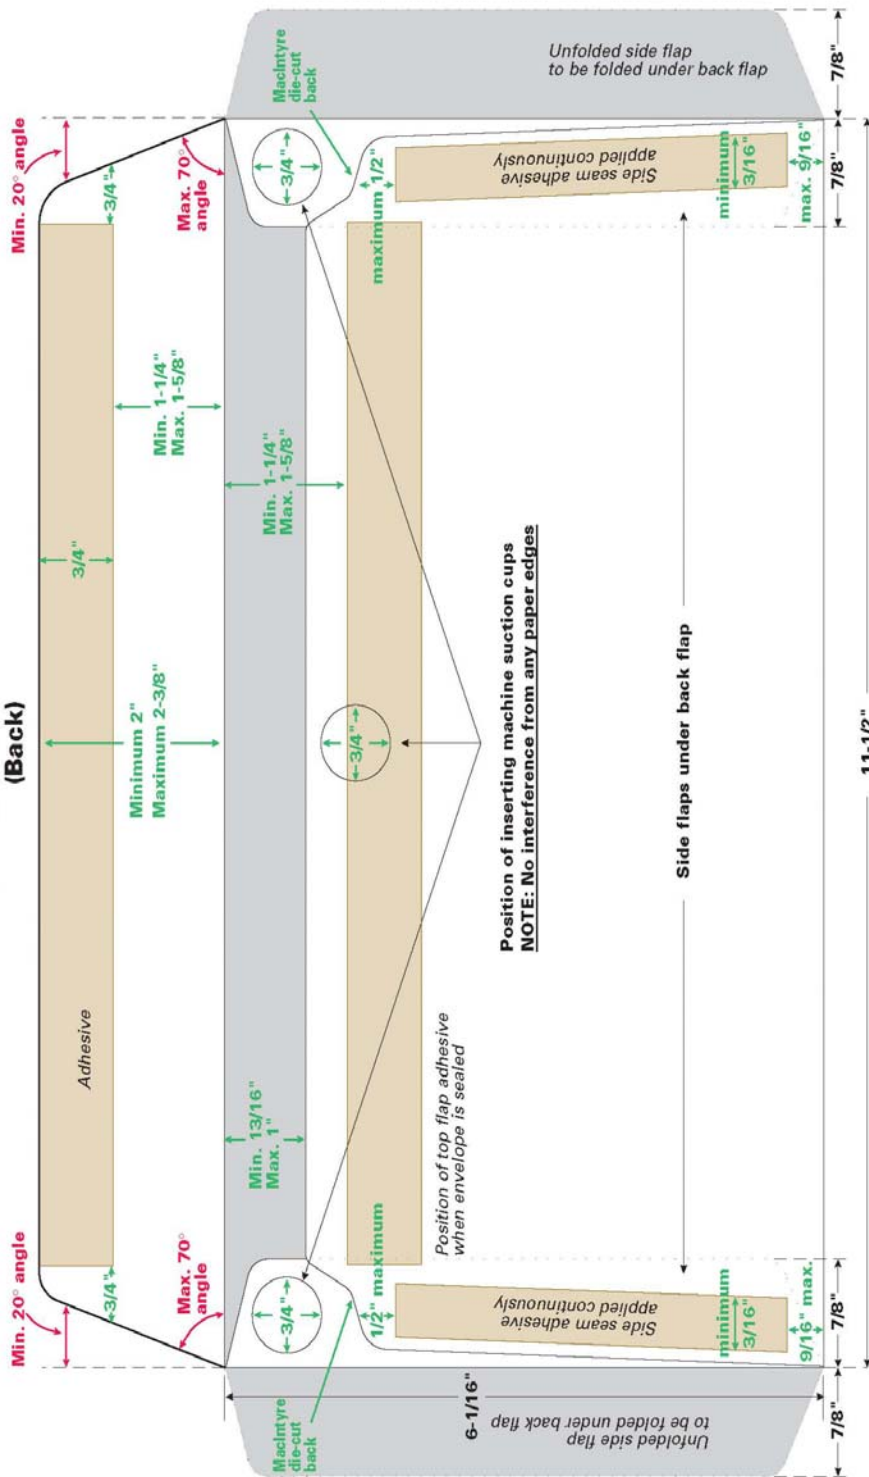 (Back)
Min. 20° angle
Min. 20° angle
3/4"
3/4"
Adhesive
3/4"
Minimum 2"
Maximum 2-3/8"
Min. 1-1/4"
Max. 1-5/8"
Max. 70°
angle
Max. 70°
angle
MacIntyre
die-cut
back
MacIntyre
die-cut
back
3/4"
3/4"
Min. 13/16"
Max. 1"
Min. 1-1/4"
Max. 1-5/8"
3/4"
1/2" maximum
maximum 1/2"
Position of top flap adhesive
when envelope is sealed
Position of inserting machine suction cups
NOTE: No interference from any paper edges
Side seam adhesive
applied continuously
Side seam adhesive
applied continuously
6-1/16"
Unfolded side flap
to be folded under back flap
Unfolded side flap
to be folded under back flap
Side flaps under back flap
minimum
3/16"
minimum
3/16"
9/16" max.
max. 9/16"
7/8"
7/8"
7/8"
7/8"
11-1/2"